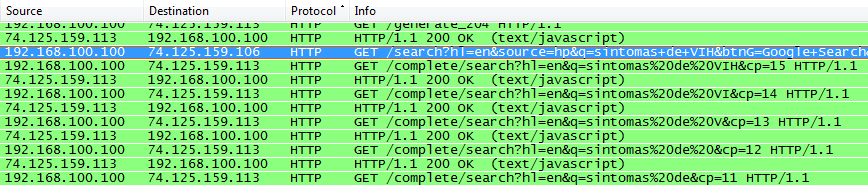 Source Destination Protocol Info
192.168.100.100 74.125.159.113 HTTP GET /generate_204 HTTP/1.1
74.125.159.113 192.168.100.100 HTTP HTTP/1.1 200 OK (text/javascript)
192.168.100.100 74.125.159.106 HTTP GET /search?hl=en&source=hp&q=sintomas+de+VIH&btnG=Google+Search&
192.168.100.100 74.125.159.113 HTTP GET /complete/search?hl=en&q=sintomas%20de%20VIH&cp=15 HTTP/1.1
74.125.159.113 192.168.100.100 HTTP HTTP/1.1 200 OK (text/javascript)
192.168.100.100 74.125.159.113 HTTP GET /complete/search?hl=en&q=sintomas%20de%20VI&cp=14 HTTP/1.1
74.125.159.113 192.168.100.100 HTTP HTTP/1.1 200 OK (text/javascript)
192.168.100.100 74.125.159.113 HTTP GET /complete/search?hl=en&q=sintomas%20de%20V&cp=13 HTTP/1.1
74.125.159.113 192.168.100.100 HTTP HTTP/1.1 200 OK (text/javascript)
192.168.100.100 74.125.159.113 HTTP GET /complete/search?hl=en&q=sintomas%20de%20&cp=12 HTTP/1.1
74.125.159.113 192.168.100.100 HTTP HTTP/1.1 200 OK (text/javascript)
192.168.100.100 74.125.159.113 HTTP GET /complete/search?hl=en&q=sintomas%20de&cp=11 HTTP/1.1